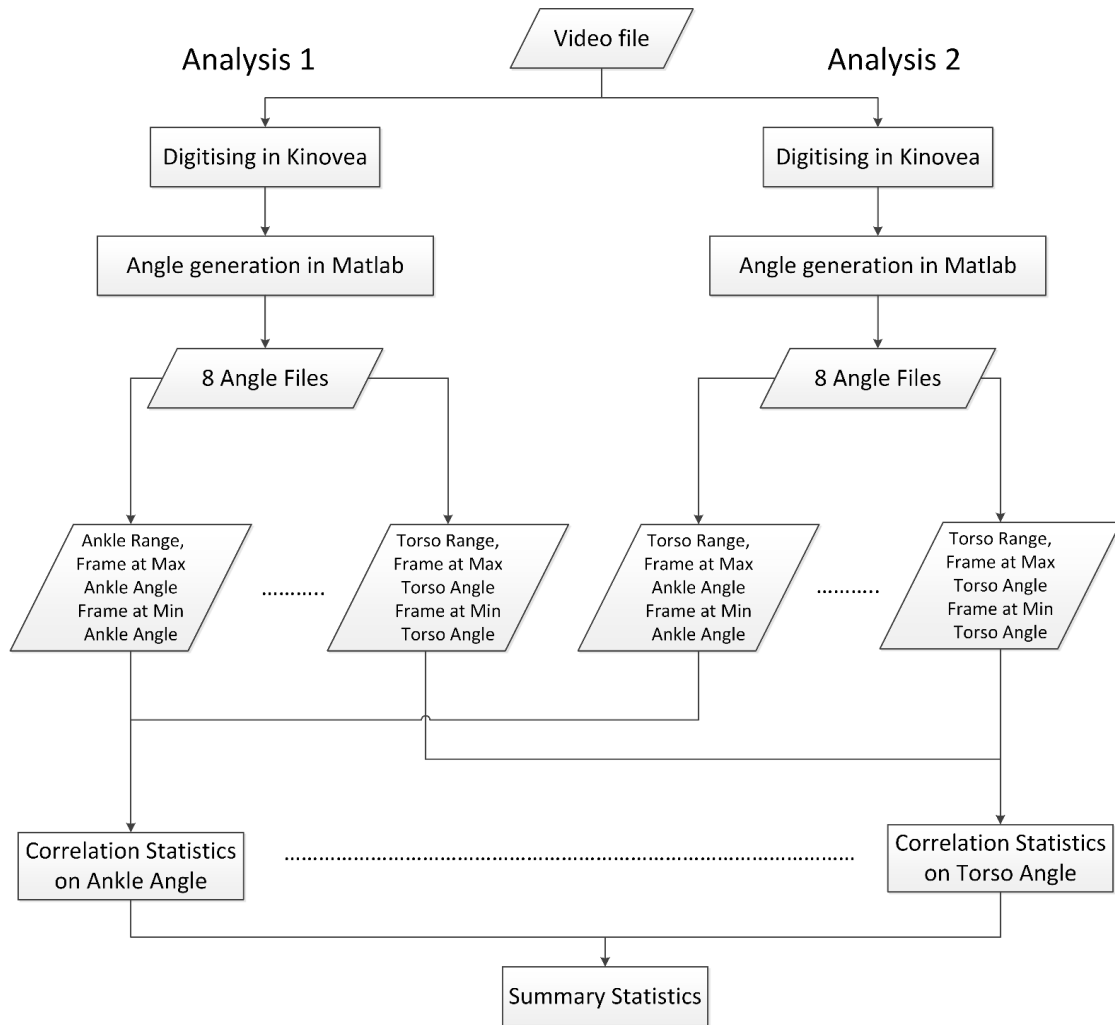 Video file
Analysis 1
Analysis 2
Digitising in Kinovea
Digitising in Kinovea
Angle generation in Matlab
Angle generation in Matlab
8 Angle Files
8 Angle Files
Ankle Range,
Frame at Max
Ankle Angle
Frame at Min
Ankle Angle
...........
Torso Range,
Frame at Max
Torso Angle
Frame at Min
Torso Angle
Torso Range,
Frame at Max
Ankle Angle
Frame at Min
Ankle Angle
...........
Torso Range,
Frame at Max
Torso Angle
Frame at Min
Torso Angle
Correlation Statistics
on Ankle Angle
Correlation Statistics
on Torso Angle
Summary Statistics